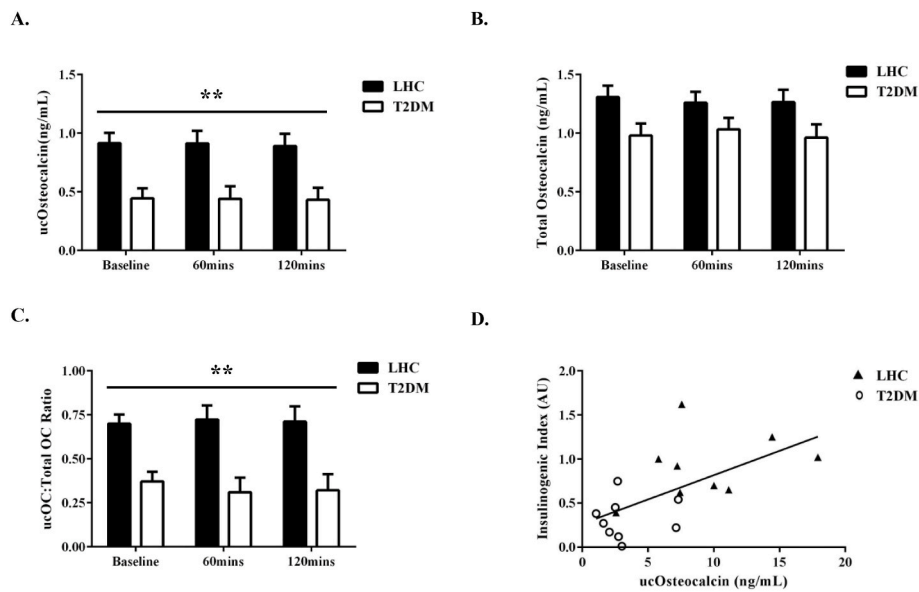 A.
ucOsteocalcin(ng/mL)
1.5
1.0
0.5
0.0
**
LHC
T2DM
Baseline
60mins
120mins
B.
Total Osteocalcin (ng/mL)
1.5
1.0
0.5
0.0
LHC
T2DM
Baseline
60mins
120mins
C.
ucOC:Total OC Ratio
1.00
0.75
0.50
0.25
0.00
**
LHC
T2DM
Baseline
60mins
120mins
D.
Insulinogenic Index (AU)
2.0
1.5
1.0
0.5
0.0
LHC
T2DM
0
5
10
15
20
ucOsteocalcin (ng/mL)